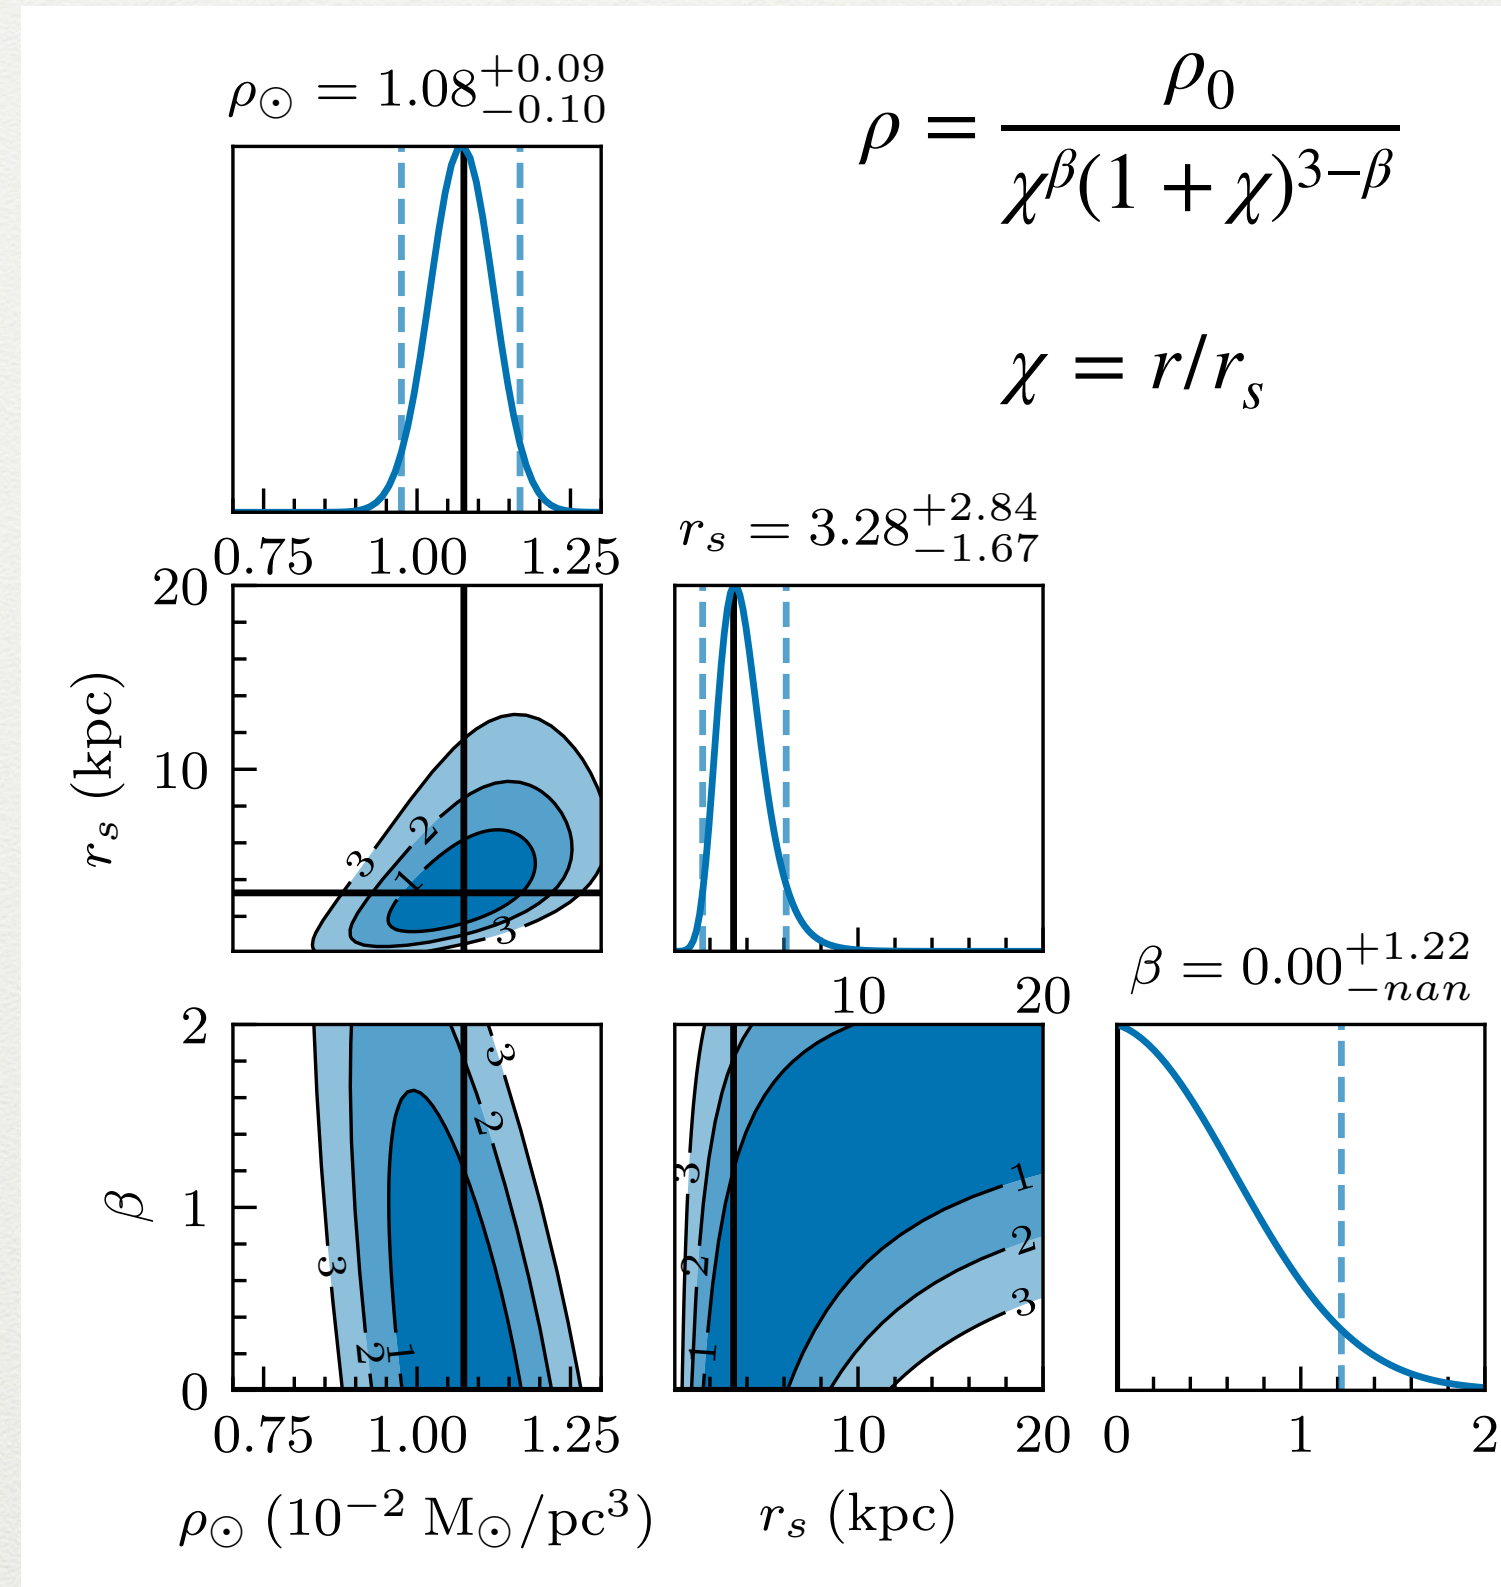 ρ⊙ = 1.08 +0.09 −0.10
ρ = ρ0 / χ^β(1 + χ)^3−β
χ = r/rs
0.75 1.00 1.25
rs = 3.28 +2.84 −1.67
20
10
rs (kpc)
3 2 1 3
10 20
β = 0.00 +1.22 −nan
2
1
0
β
3 2 3 2 1
3 2 1 1 2 3
0.75 1.00 1.25
10 20
0 1 2
ρ⊙ (10−2 M⊙/pc3)
rs (kpc)